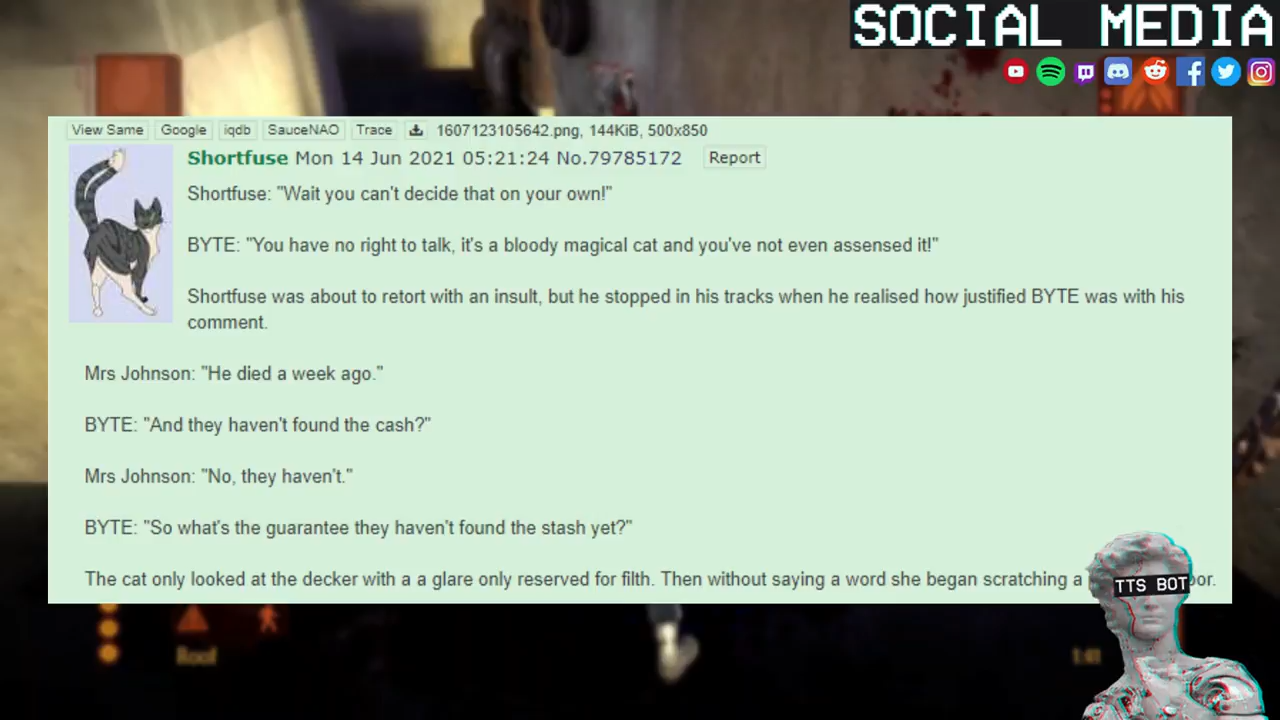 SOCIAL MEDIA
View Same Google iqdb SauceNAO Trace 1607123105642.png, 144KiB, 500x850
Shortfuse Mon 14 Jun 2021 05:21:24 No.79785172 Report
Shortfuse: "Wait you can't decide that on your own!"
BYTE: "You have no right to talk, it's a bloody magical cat and you've not even assensed it!"
Shortfuse was about to retort with an insult, but he stopped in his tracks when he realised how justified BYTE was with his
comment.
Mrs Johnson: "He died a week ago."
BYTE: "And they haven't found the cash?"
Mrs Johnson: "No, they haven't."
BYTE: "So what's the guarantee they haven't found the stash yet?"
The cat only looked at the decker with a a glare only reserved for filth. Then without saying a word she began scratching a
TTS BOT
Roof
1:41